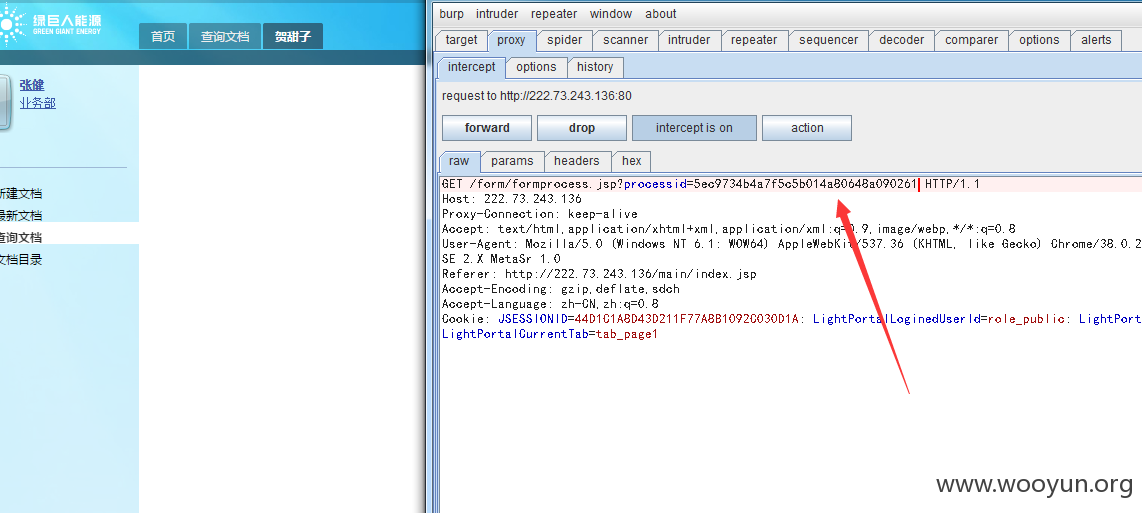 绿巨人能源
GREEN GIANT ENERGY
首页 查询文档 贺甜子
张健
业务部
新建文档
最新文档
查询文档
文档目录
burp intruder repeater window about
target proxy spider scanner intruder repeater sequencer decoder comparer options alerts
intercept options history
request to http://222.73.243.136:80
forward drop intercept is on action
raw params headers hex
GET /form/formprocess.jsp?processid=5ec9734b4a7f5c5b014a80648a090261 HTTP/1.1
Host: 222.73.243.136
Proxy-Connection: keep-alive
Accept: text/html,application/xhtml+xml,application/xml;q=0.9,image/webp,*/*;q=0.8
User-Agent: Mozilla/5.0 (Windows NT 6.1; WOW64) AppleWebKit/537.36 (KHTML, like Gecko) Chrome/38.0.2
SE 2.X MetaSr 1.0
Referer: http://222.73.243.136/main/index.jsp
Accept-Encoding: gzip,deflate,sdch
Accept-Language: zh-CN,zh;q=0.8
Cookie: JSESSIONID=44D1C1A8D43D211F77A8B1092C030D1A; LightPortalLoginedUserId=role_public; LightPort
LightPortalCurrentTab=tab_page1
www.wooyun.org